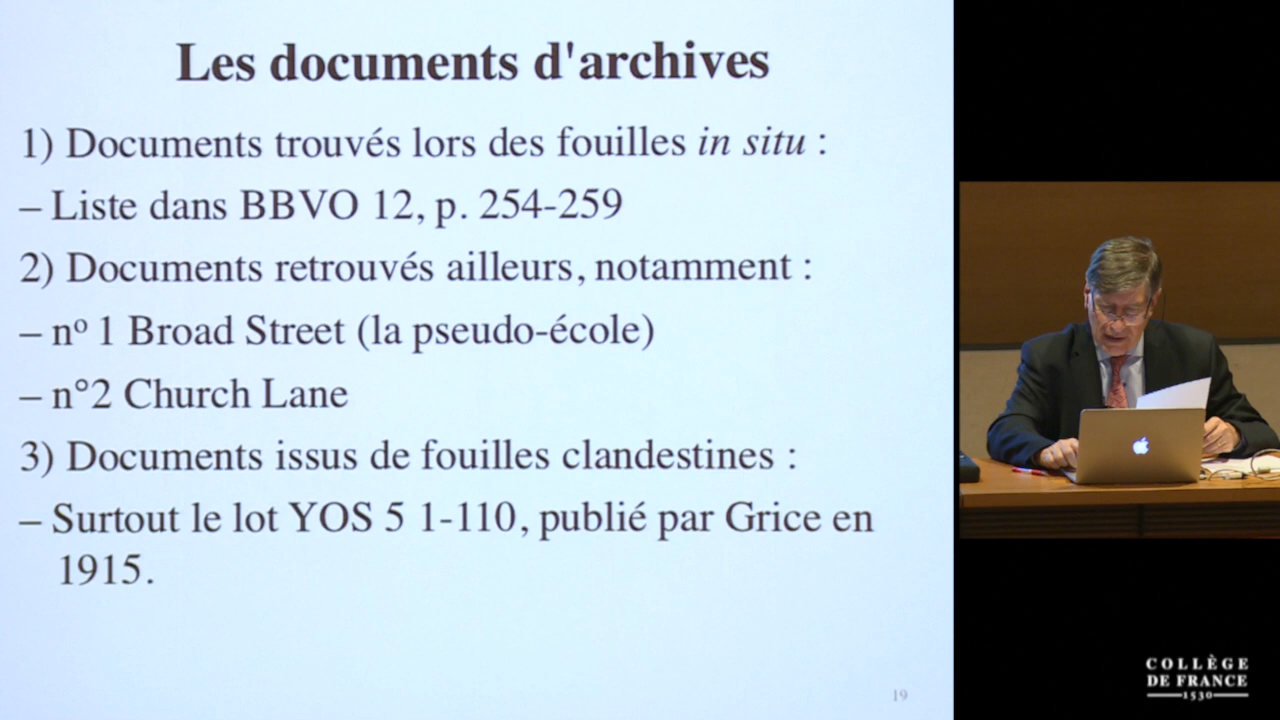 Les documents d'archives
1) Documents trouvés lors des fouilles in situ :
– Liste dans BBVO 12, p. 254-259
2) Documents retrouvés ailleurs, notamment :
– nº 1 Broad Street (la pseudo-école)
– n°2 Church Lane
3) Documents issus de fouilles clandestines :
– Surtout le lot YOS 5 1-110, publié par Grice en
1915.
19
COLLÈGE
DE FRANCE
1530